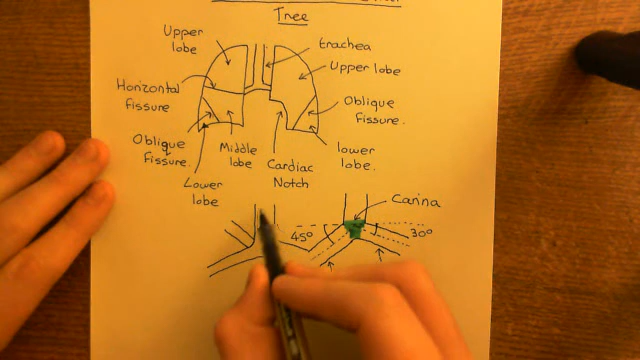 Tree
Upper
lobe
trachea
Upper lobe
Horizontal
fissure
Oblique
Fissure.
Oblique
fissure.
Middle
lobe
Cardiac
Notch
lower
lobe.
Lower
lobe
Carina
45°
30°